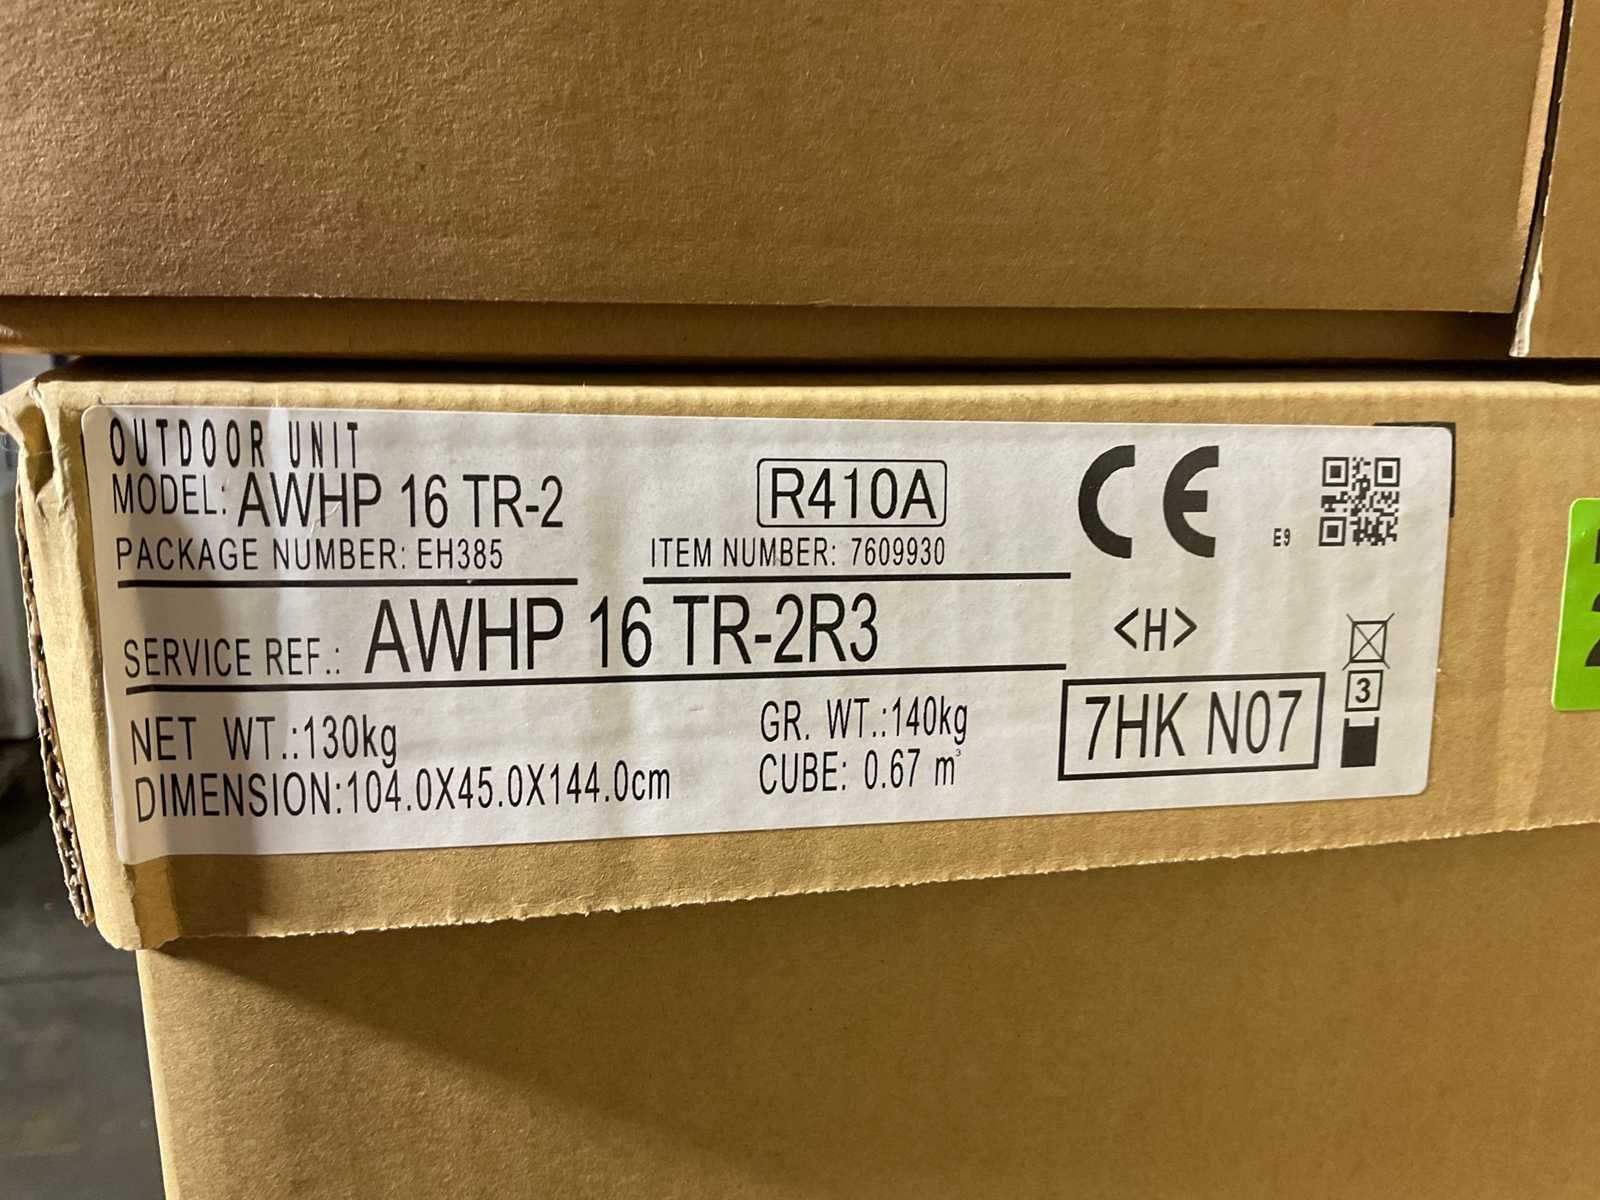 OUTDOOR UNIT
MODEL: AWHP 16 TR-2
R410A
PACKAGE NUMBER: EH385
ITEM NUMBER: 7609930
CE
E9
SERVICE REF.: AWHP 16 TR-2R3
<H>
NET WT.:130kg
GR. WT.:140kg
DIMENSION:104.0X45.0X144.0cm
CUBE: 0.67 m³
7HK N07
3